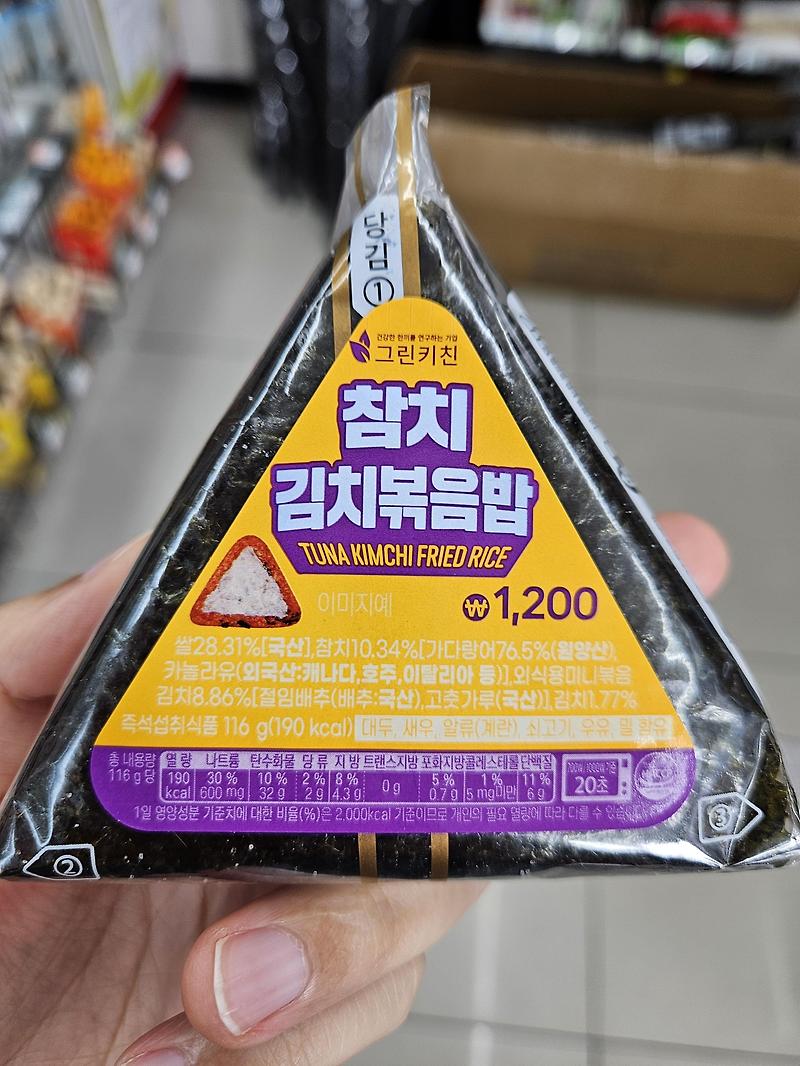 당김①
건강한 한끼를 연구하는 기업
그린키친
참치
김치볶음밥
TUNA KIMCHI FRIED RICE
이미지예
₩1,200
쌀28.31%[국산],참치10.34%[가다랑어76.5%(원양산),
카놀라유(외국산:캐나다,호주,이탈리아 등)],외식용미니볶음
김치8.86%[절임배추(배추:국산),고춧가루(국산)],김치1.77%
즉석섭취식품 116 g(190 kcal) 대두, 새우, 알류(계란), 쇠고기, 우유, 밀 함유
총 내용량 열 량 나트륨 탄수화물 당 류 지 방 트랜스지방 포화지방 콜레스테롤 단백질
116 g 당 190 30 % 10 % 2 % 8 % 0 g 5 % 1 % 11 % 20초
kcal 600 mg 32 g 2 g 4.3 g 0.7 g 5 mg미만 6 g
1일 영양성분 기준치에 대한 비율(%)은 2,000kcal 기준이므로 개인의 필요 열량에 따라 다를 수 있습
②
③